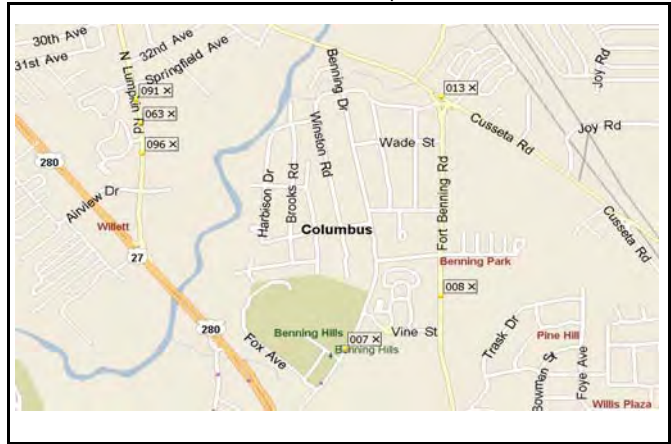 30th Ave
31st Ave
32nd Ave
Springfield Ave
N Lumpkin Rd
091 ×
063 ×
096 ×
280
Airview Dr
Willett
27
280
Fox Ave
Benning Dr
Winston Rd
Wade St
Harbison Dr
Brooks Rd
Columbus
Benning Hills
Benning Hills
007 ×
Vine St
013 ×
Cusseta Rd
Joy Rd
Joy Rd
Cusseta Rd
Fort Benning Rd
Benning Park
008 ×
Trask Dr
Pine Hill
Bowman St
Foye Ave
Willis Plaza